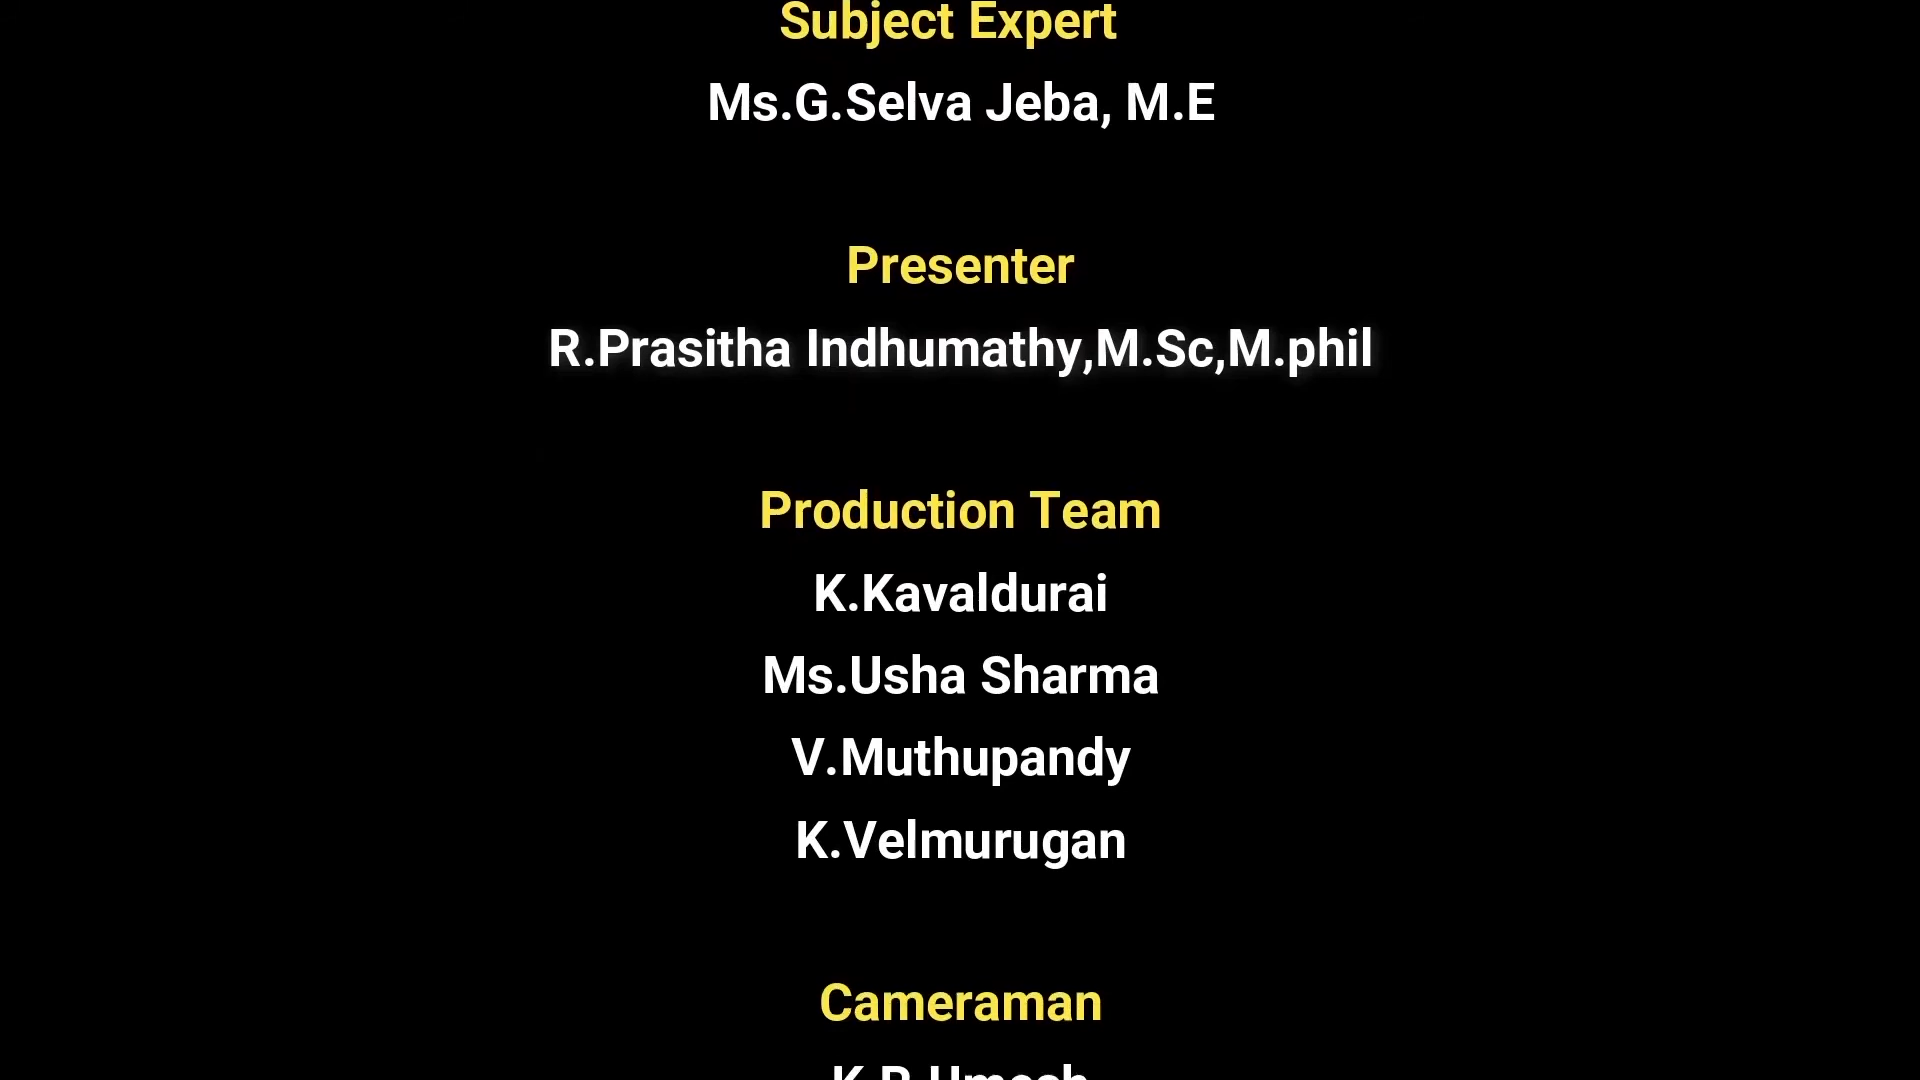 Subject Expert
Ms.G.Selva Jeba, M.E
Presenter
R.Prasitha Indhumathy,M.Sc,M.phil
Production Team
K.Kavaldurai
Ms.Usha Sharma
V.Muthupandy
K.Velmurugan
Cameraman
K.R.Umesh